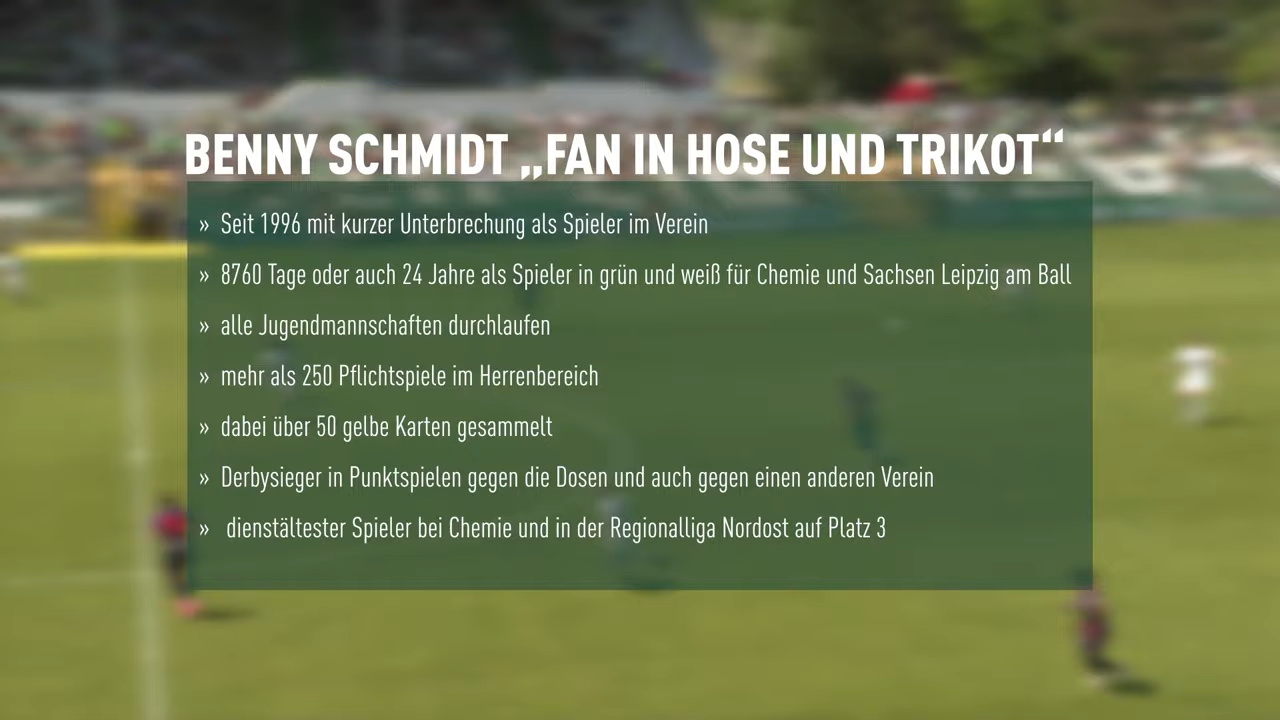 BENNY SCHMIDT „FAN IN HOSE UND TRIKOT“
» Seit 1996 mit kurzer Unterbrechung als Spieler im Verein
» 8760 Tage oder auch 24 Jahre als Spieler in grün und weiß für Chemie und Sachsen Leipzig am Ball
» alle Jugendmannschaften durchlaufen
» mehr als 250 Pflichtspiele im Herrenbereich
» dabei über 50 gelbe Karten gesammelt
» Derbysieger in Punktspielen gegen die Dosen und auch gegen einen anderen Verein
» dienstältester Spieler bei Chemie und in der Regionalliga Nordost auf Platz 3